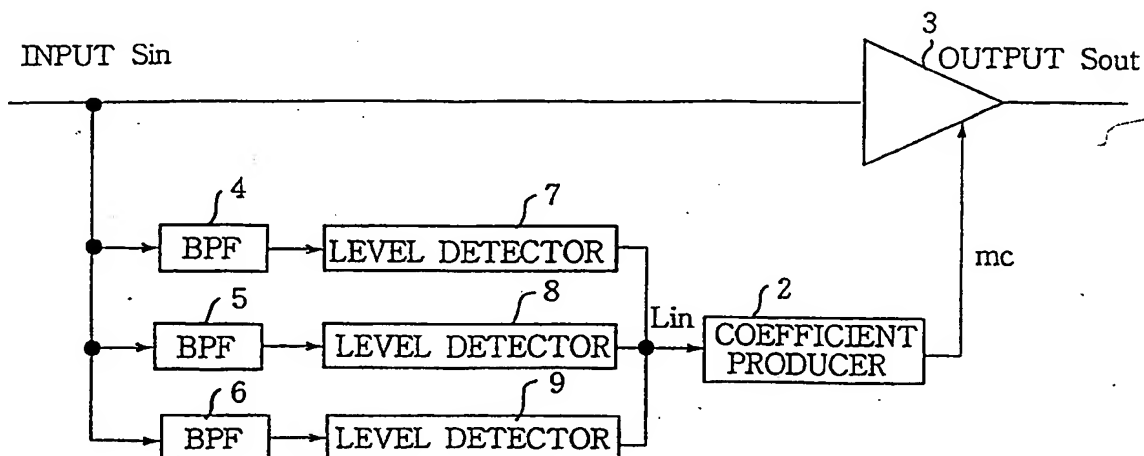 INPUT Sin
3
OUTPUT Sout
4
BPF
7
LEVEL DETECTOR
mc
5
BPF
8
LEVEL DETECTOR
Lin
2
COEFFICIENT
PRODUCER
6
BPF
9
LEVEL DETECTOR